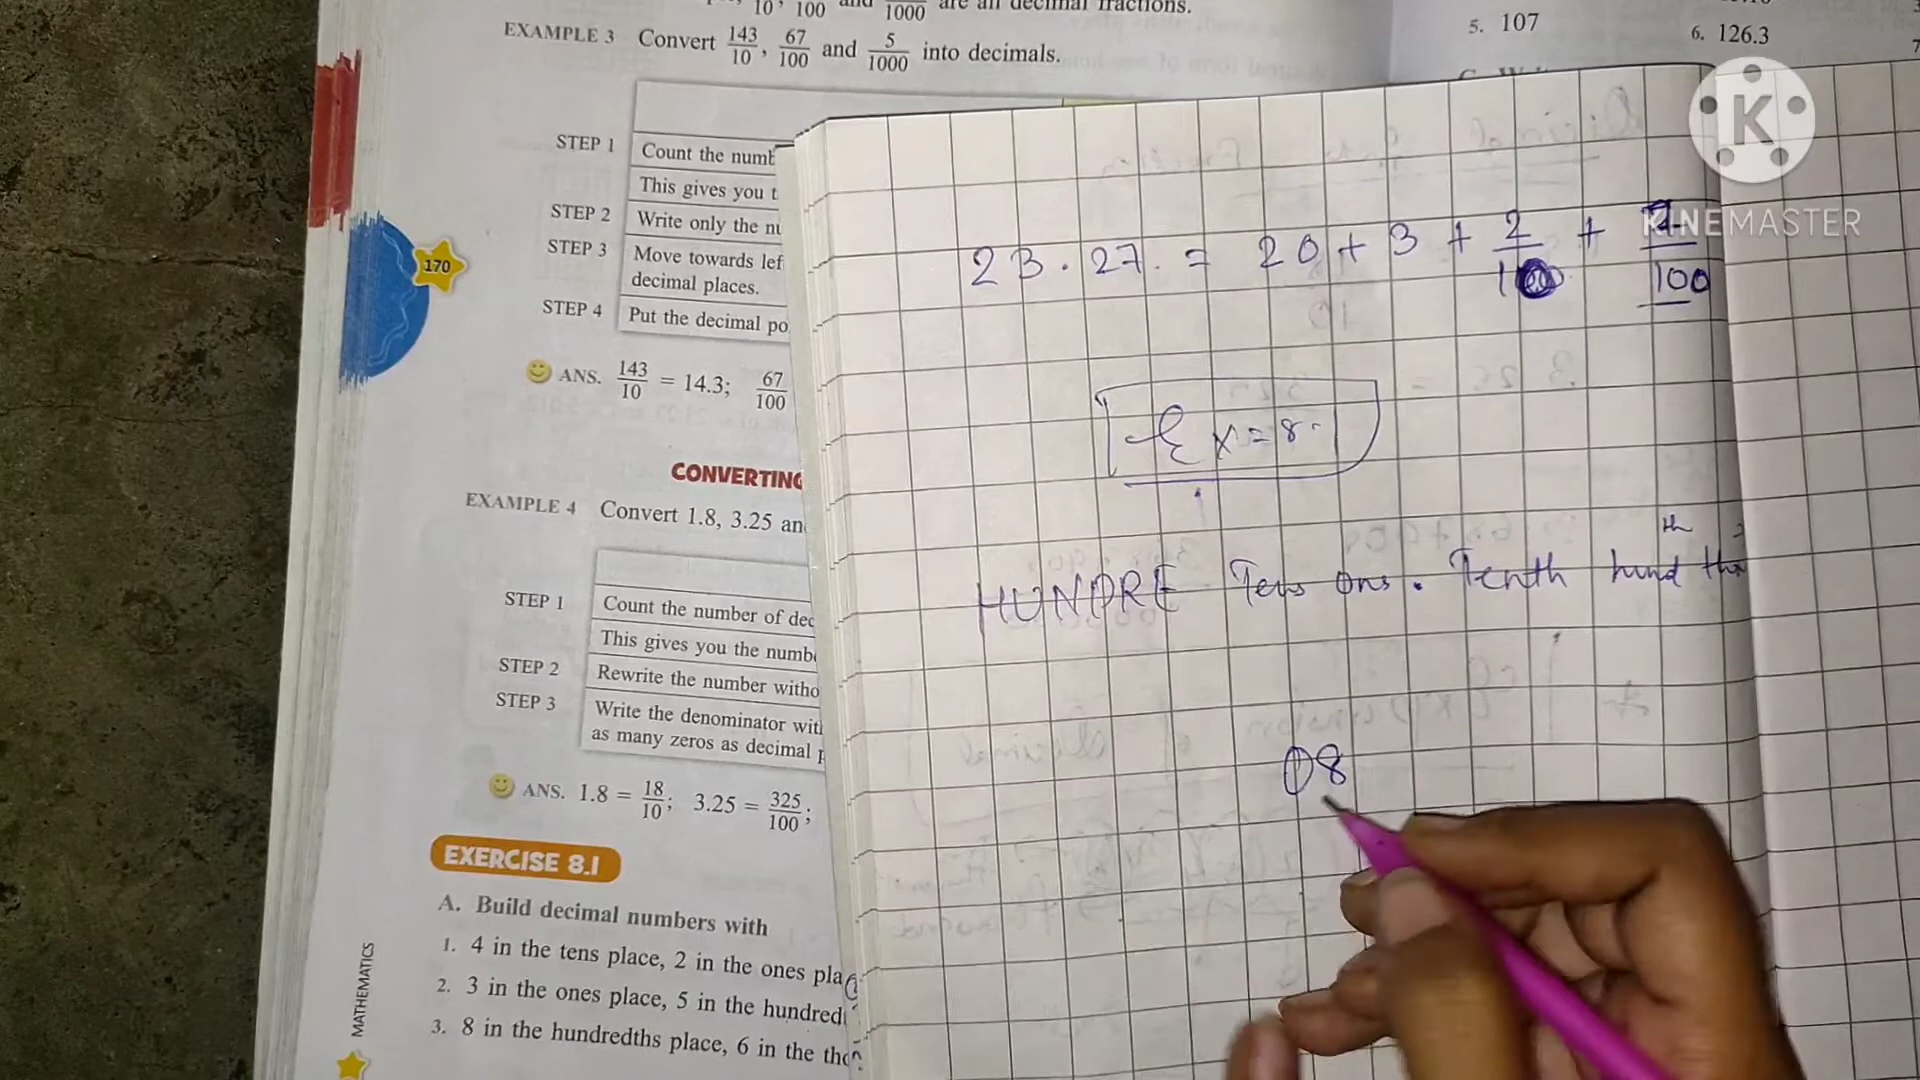 10 , 100 and 1000 are all decimal fractions.
EXAMPLE 3 Convert 143/10, 67/100 and 5/1000 into decimals.
STEP 1 Count the numb
This gives you t
STEP 2 Write only the nu
STEP 3 Move towards lef
decimal places.
STEP 4 Put the decimal po
ANS. 143/10 = 14.3; 67/100
170
CONVERTING
EXAMPLE 4 Convert 1.8, 3.25 an
STEP 1 Count the number of dec
This gives you the numb
STEP 2 Rewrite the number witho
STEP 3 Write the denominator wit
as many zeros as decimal p
ANS. 1.8 = 18/10; 3.25 = 325/100;
EXERCISE 8.1
A. Build decimal numbers with
1. 4 in the tens place, 2 in the ones pla
2. 3 in the ones place, 5 in the hundred
3. 8 in the hundredths place, 6 in the tho
MATHEMATICS
5. 107
6. 126.3
K
KINEMASTER
23.27. = 20 + 3 + 2/10 + 7/100
Ex = 8.
HUNDRE Tens Ons . Tenth hund th
08